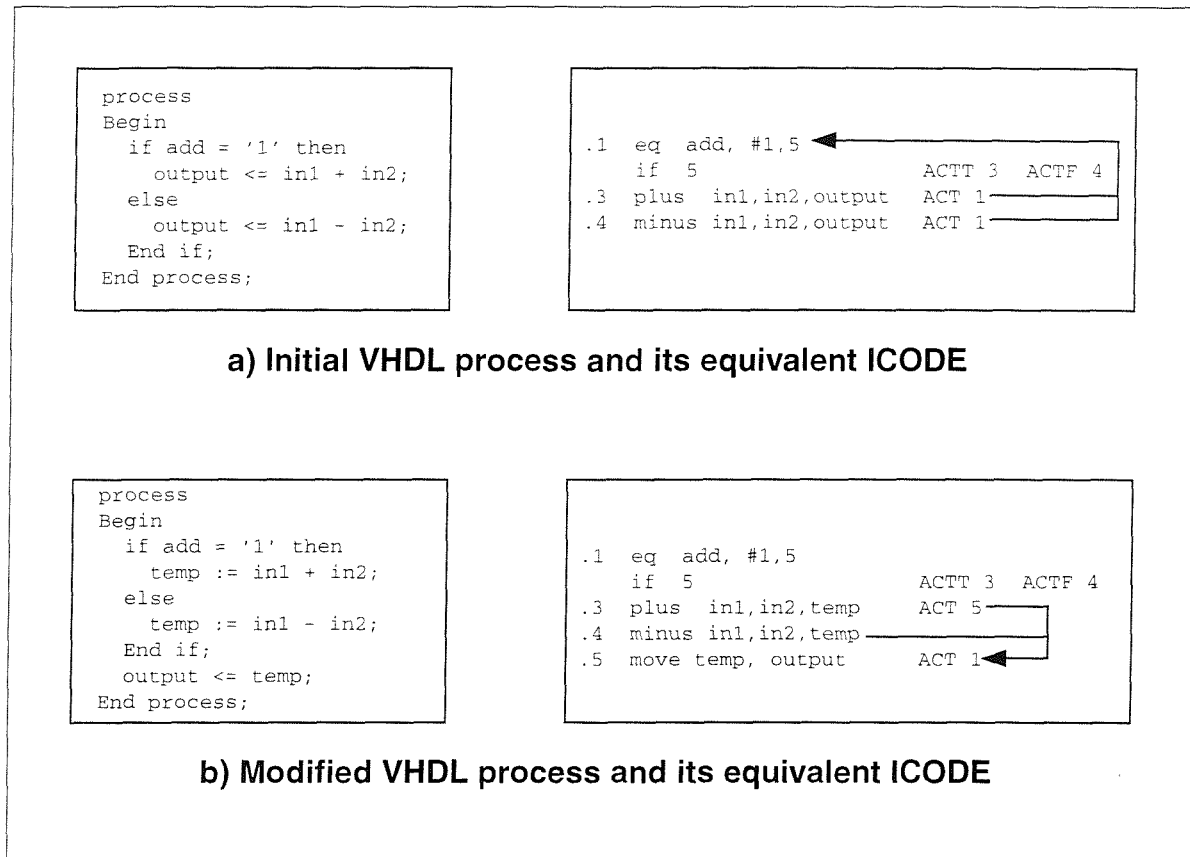 process
Begin
if add = '1' then
output <= in1 + in2;
else
output <= in1 - in2;
End if;
End process;
.1 eq add, #1,5
if 5 ACTT 3 ACTF 4
.3 plus in1,in2,output ACT 1
.4 minus in1,in2,output ACT 1
a) Initial VHDL process and its equivalent ICODE
process
Begin
if add = '1' then
temp := in1 + in2;
else
temp := in1 - in2;
End if;
output <= temp;
End process;
.1 eq add, #1,5
if 5 ACTT 3 ACTF 4
.3 plus in1,in2,temp ACT 5
.4 minus in1,in2,temp
.5 move temp, output ACT 1
b) Modified VHDL process and its equivalent ICODE